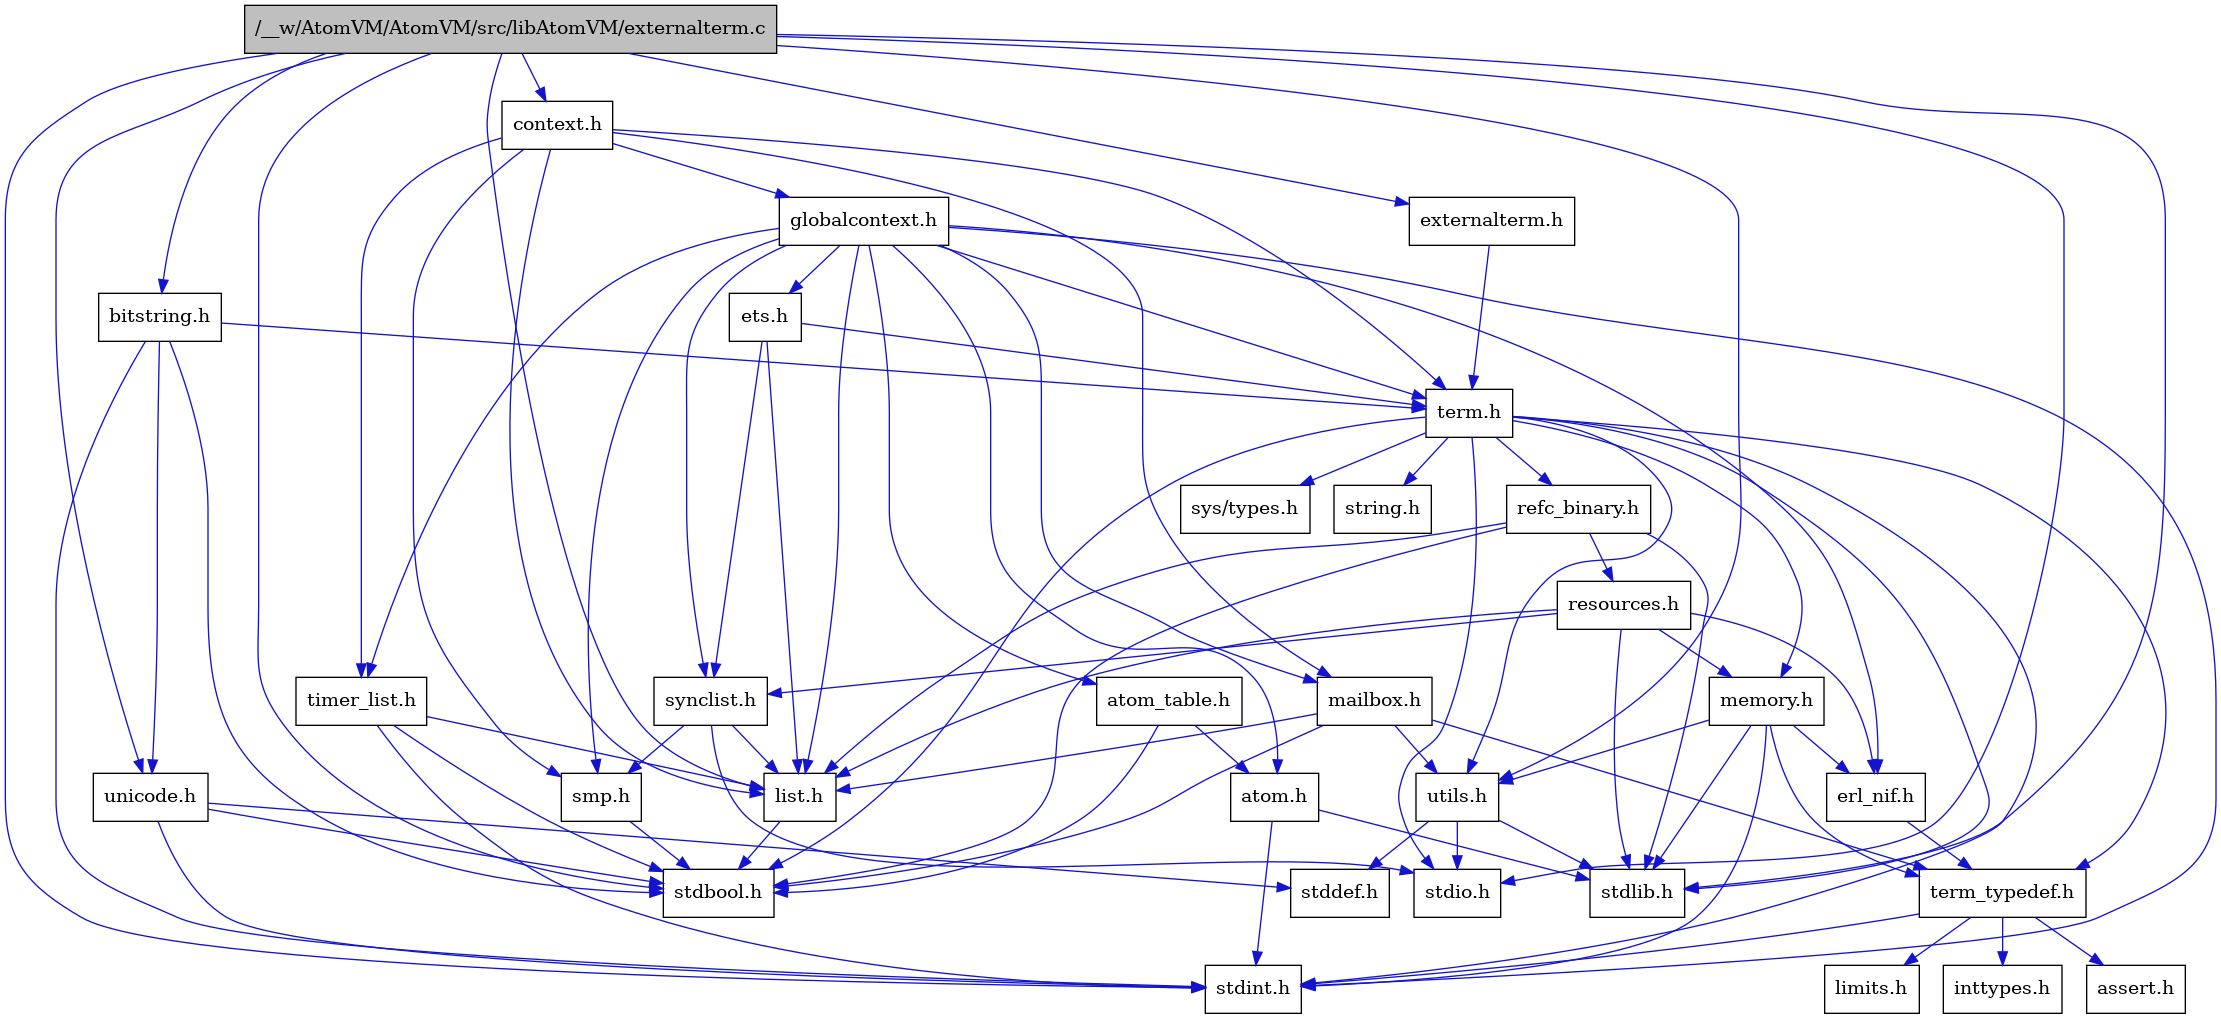 /__w/AtomVM/AtomVM/src/libAtomVM/externalterm.c
context.h
globalcontext.h
externalterm.h
bitstring.h
ets.h
term.h
sys/types.h
string.h
refc_binary.h
resources.h
timer_list.h
synclist.h
atom_table.h
mailbox.h
memory.h
unicode.h
smp.h
list.h
atom.h
utils.h
erl_nif.h
stdbool.h
stddef.h
stdio.h
stdlib.h
term_typedef.h
stdint.h
limits.h
inttypes.h
assert.h